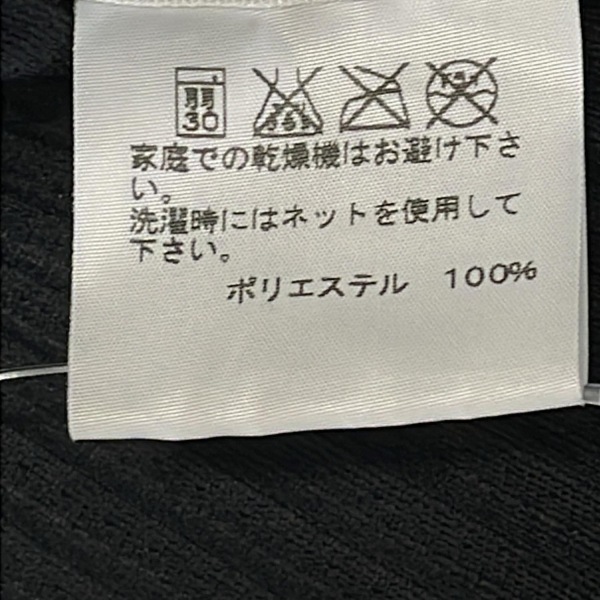 弱
30
家庭での乾燥機はお避け下さ
い。
洗濯時にはネットを使用して
下さい。
ポリエステル 100%